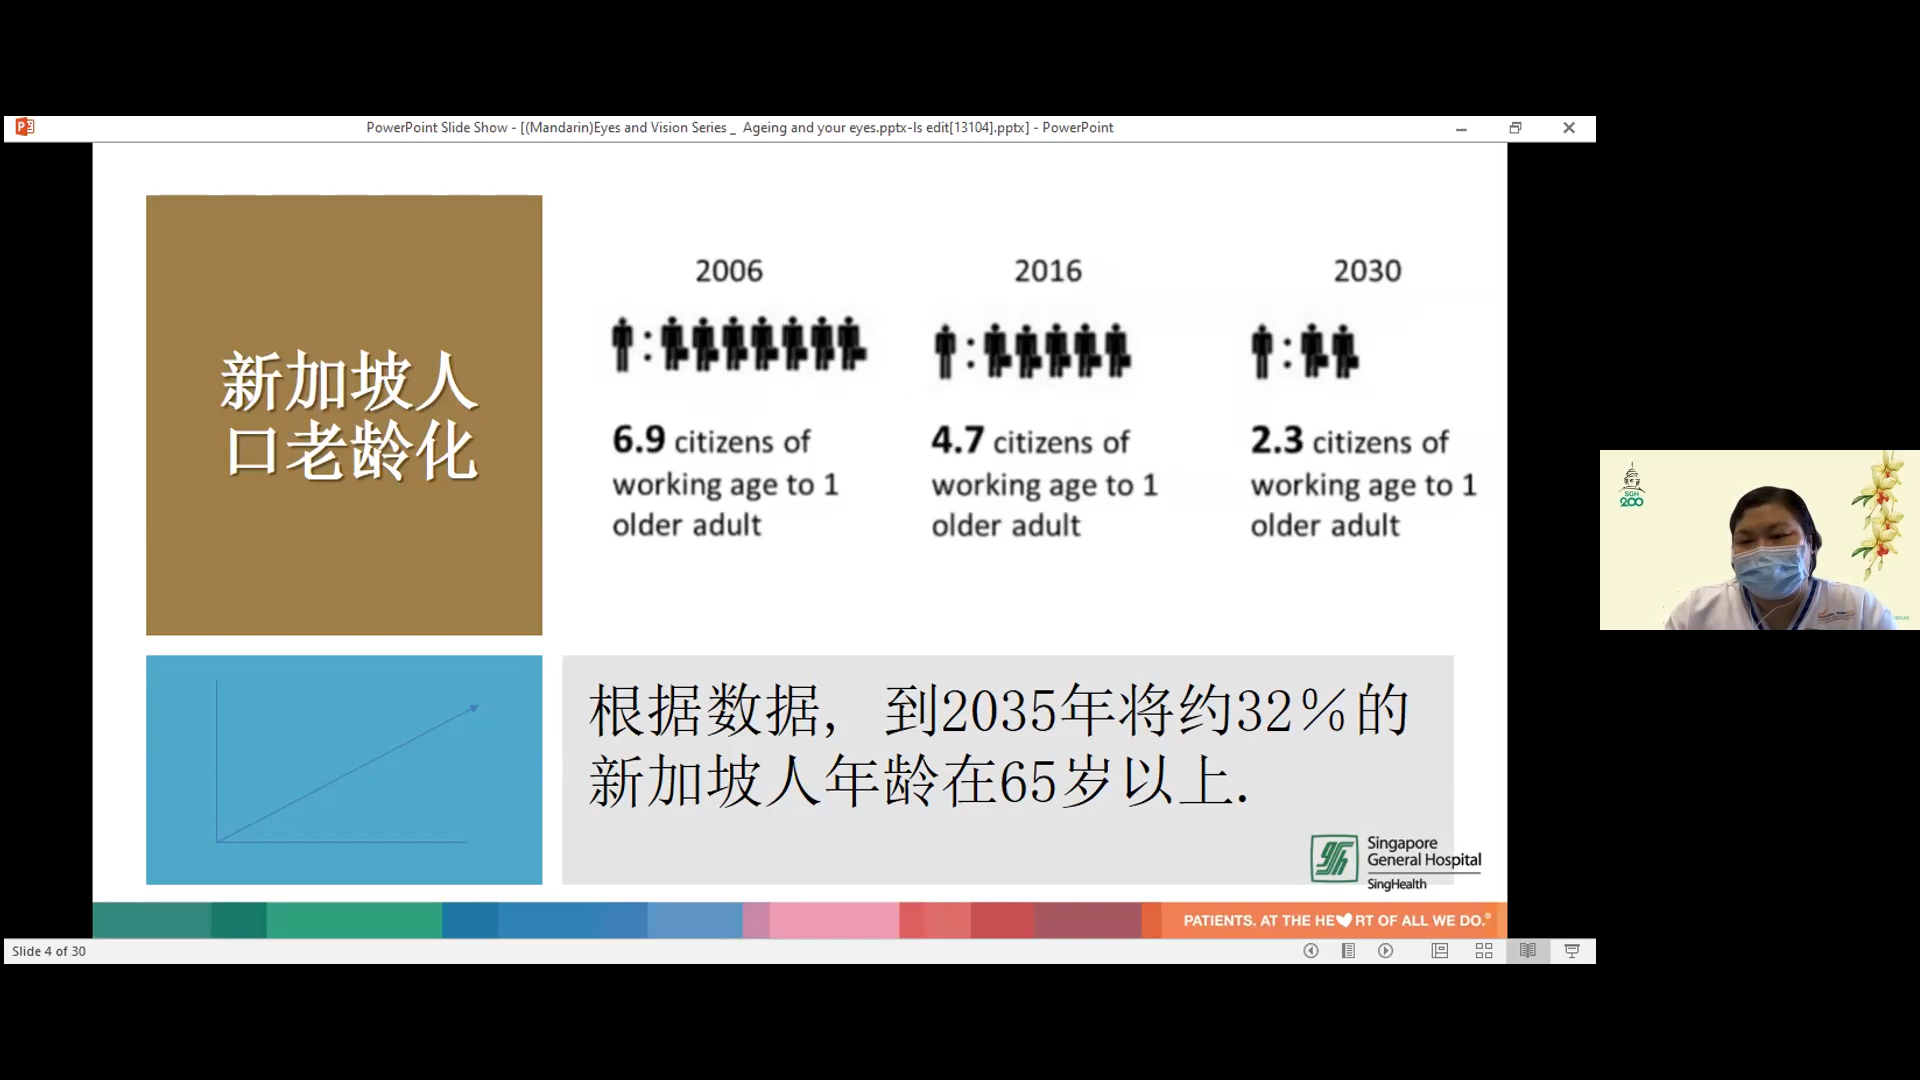 PowerPoint Slide Show - [(Mandarin)Eyes and Vision Series _ Ageing and your eyes.pptx-ls edit[13104].pptx] - PowerPoint
新加坡人
口老龄化
2006
2016
2030
6.9 citizens of
working age to 1
older adult
4.7 citizens of
working age to 1
older adult
2.3 citizens of
working age to 1
older adult
根据数据, 到2035年将约32%的
新加坡人年龄在65岁以上.
Singapore
General Hospital
SingHealth
PATIENTS. AT THE HE RT OF ALL WE DO.®
Slide 4 of 30
SGH
200